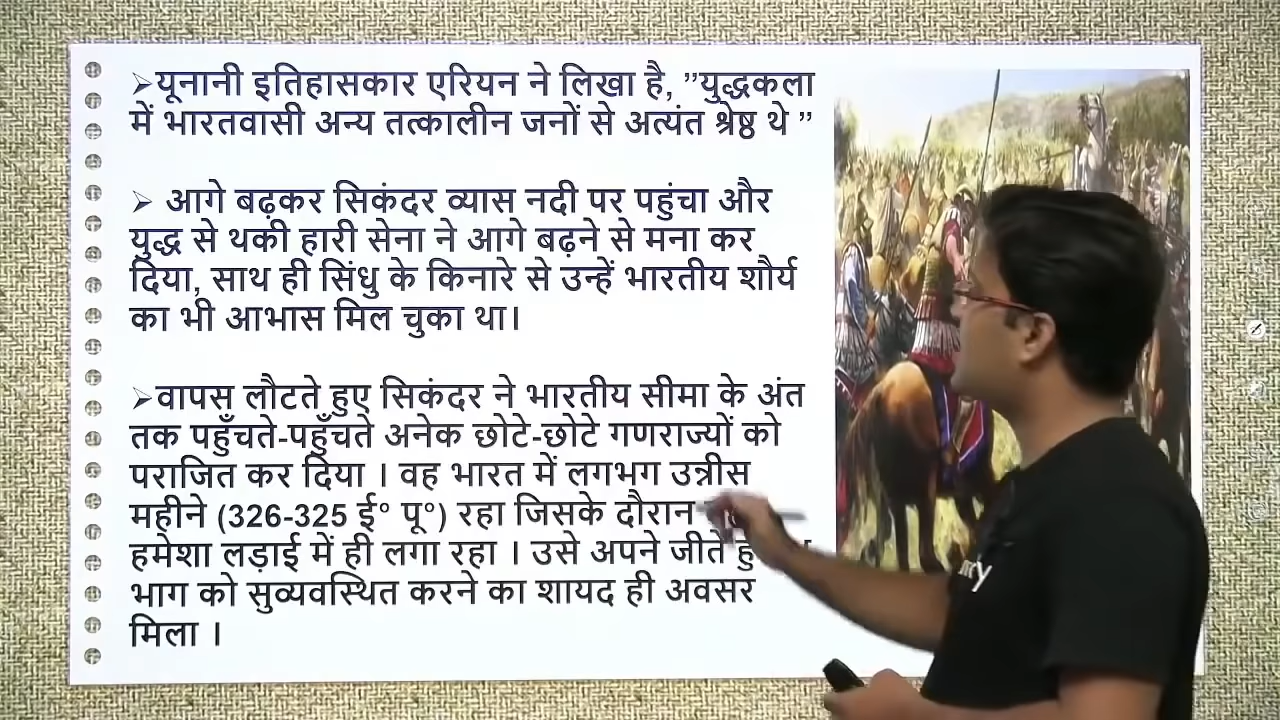 ➢यूनानी इतिहासकार एरियन ने लिखा है, ”युद्धकला
में भारतवासी अन्य तत्कालीन जनों से अत्यंत श्रेष्ठ थे ”
➢ आगे बढ़कर सिकंदर व्यास नदी पर पहुंचा और
युद्ध से थकी हारी सेना ने आगे बढ़ने से मना कर
दिया, साथ ही सिंधु के किनारे से उन्हें भारतीय शौर्य
का भी आभास मिल चुका था।
➢वापस लौटते हुए सिकंदर ने भारतीय सीमा के अंत
तक पहुँचते-पहुँचते अनेक छोटे-छोटे गणराज्यों को
पराजित कर दिया । वह भारत में लगभग उन्नीस
महीने (326-325 ई° पू°) रहा जिसके दौरान
हमेशा लड़ाई में ही लगा रहा । उसे अपने जीते
भाग को सुव्यवस्थित करने का शायद ही अवसर
मिला ।